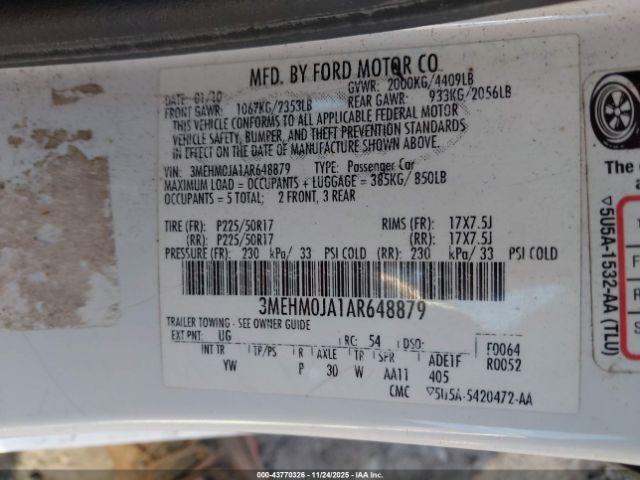 MFD. BY FORD MOTOR CO.
DATE: 01/10 GVWR: 2000KG/4409LB
FRONT GAWR: 1067KG/2353LB REAR GAWR: 933KG/2056LB
THIS VEHICLE CONFORMS TO ALL APPLICABLE FEDERAL MOTOR
VEHICLE SAFETY, BUMPER, AND THEFT PREVENTION STANDARDS
IN EFFECT ON THE DATE OF MANUFACTURE SHOWN ABOVE.
VIN: 3MEHM0JA1AR648879 TYPE: Passenger Car
MAXIMUM LOAD = OCCUPANTS + LUGGAGE = 385KG/ 850LB
OCCUPANTS = 5 TOTAL; 2 FRONT, 3 REAR
TIRE (FR): P225/50R17 RIMS (FR): 17X7.5J
(RR): P225/50R17 (RR): 17X7.5J
PRESSURE (FR): 230 kPa/ 33 PSI COLD (RR): 230 kPa/ 33 PSI COLD
3MEHM0JA1AR648879
TRAILER TOWING - SEE OWNER GUIDE
EXT PNT: UG RC: 54 DSO: F0064
INT TR TP/PS R AXLE TR SPR ADE1F R0052
YW P 30 W AA11 405
CMC ▽5U5A-5420472-AA
The c
▽5U5A-1532-AA (TLU)
F
R
S
000-43770326 - 11/24/2025 - IAA Inc.